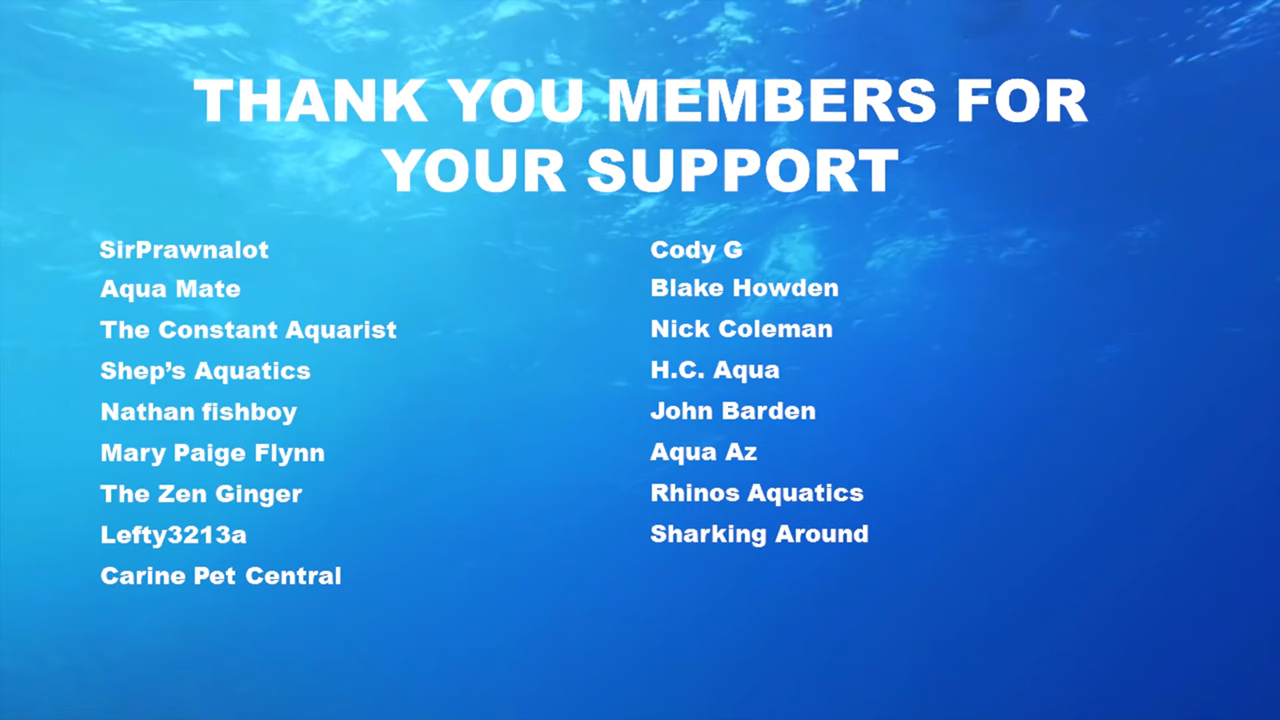 THANK YOU MEMBERS FOR
YOUR SUPPORT
SirPrawnalot
Aqua Mate
The Constant Aquarist
Shep’s Aquatics
Nathan fishboy
Mary Paige Flynn
The Zen Ginger
Lefty3213a
Carine Pet Central
Cody G
Blake Howden
Nick Coleman
H.C. Aqua
John Barden
Aqua Az
Rhinos Aquatics
Sharking Around